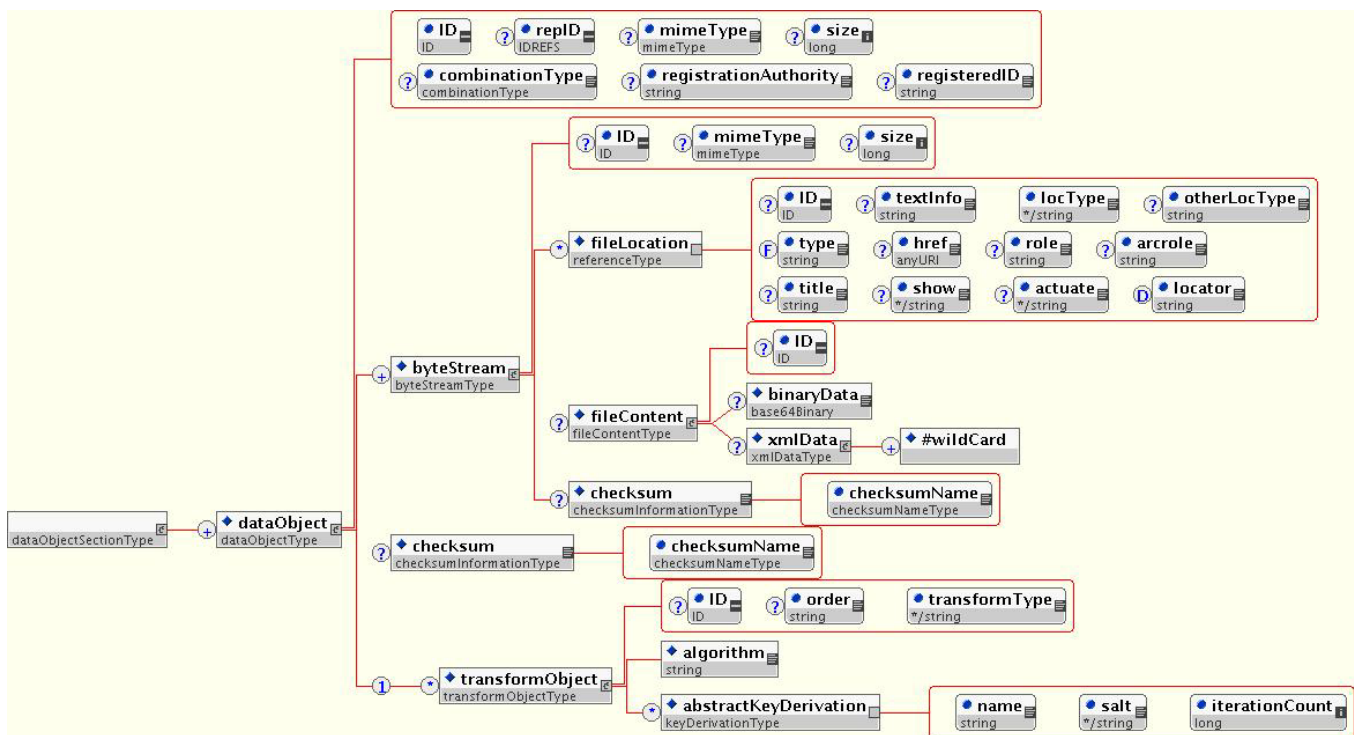 ID ? repID ? mimeType ? size
ID IDREFS mimeType long
? combinationType ? registrationAuthority ? registeredID
combinationType string string
? ID ? mimeType ? size
ID mimeType long
? ID ? textInfo locType ? otherLocType
ID string */string string
* fileLocation F type ? href ? role ? arcrole
referenceType string anyURI string string
? title ? show ? actuate D locator
string */string */string string
? ID
ID
+ byteStream
byteStreamType
? binaryData
base64Binary
? fileContent
fileContentType
? xmlData + #wildCard
xmlDataType
? checksum checksumName
checksumInformationType checksumNameType
+ dataObject
dataObjectSectionType dataObjectType
? checksum checksumName
checksumInformationType checksumNameType
? ID ? order transformType
ID string */string
algorithm
string
1 * transformObject
transformObjectType
* abstractKeyDerivation name salt iterationCount
keyDerivationType string */string long